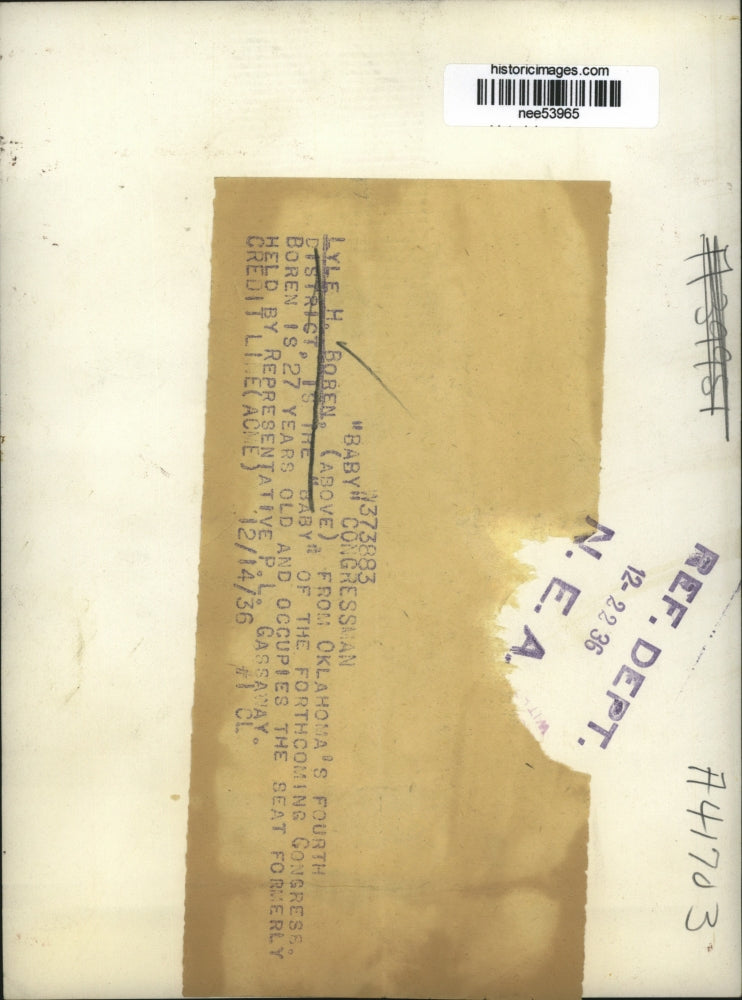 historicimages.com
nee53965
N373883
"BABY" CONGRESSMAN
LYLE H. BOREN, (ABOVE) FROM OKLAHOMA'S FOURTH
DISTRICT, IS THE "BABY" OF THE FORTHCOMING CONGRESS.
BOREN IS 27 YEARS OLD AND OCCUPIES THE SEAT FORMERLY
HELD BY REPRESENTATIVE P.L. GASSAWAY.
CREDIT LINE(ACME) 12/14/36 #1 CL
REF. DEPT.
12-22 36
N. E. A.
A41703